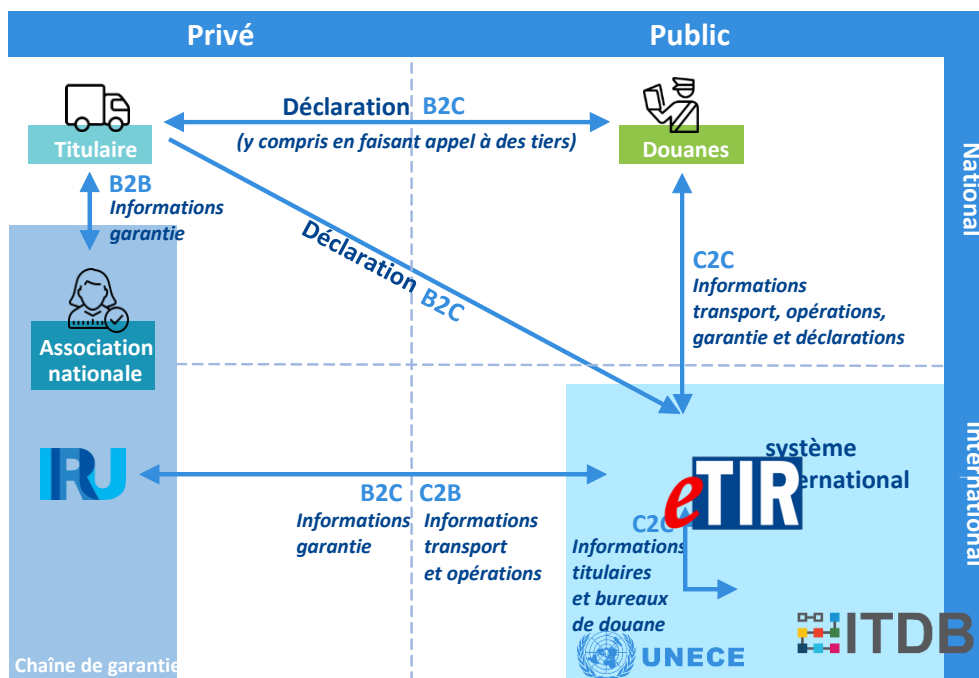 Privé
Public
National
International
Déclaration B2C
(y compris en faisant appel à des tiers)
Titulaire
Douanes
B2B
Informations
garantie
Déclaration B2C
C2C
Informations
transport, opérations,
garantie et déclarations
Association
nationale
IRU
système
ernational
eTIR
B2C
Informations
garantie
C2B
Informations
transport
et opérations
C2C
Informations
titulaires
et bureaux
de douane
UNECE
ITDB
Chaîne de garantie